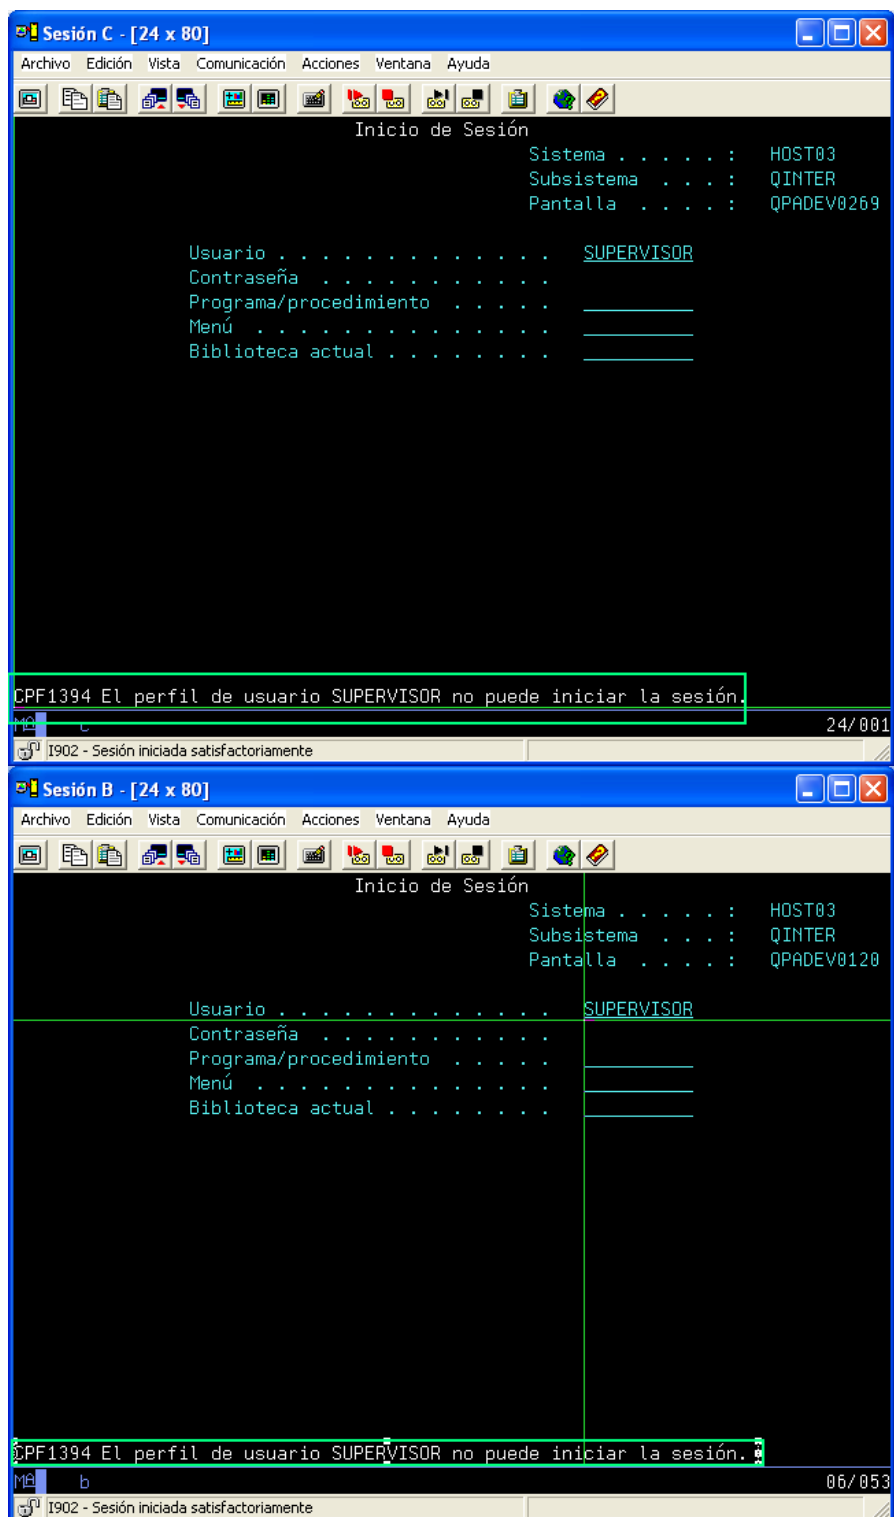 Sesión C - [24 x 80]
Archivo Edición Vista Comunicación Acciones Ventana Ayuda
Inicio de Sesión
Sistema . . . . . : HOST03
Subsistema . . . : QINTER
Pantalla . . . . : QPADEV0269
Usuario . . . . . . . . . . . . . SUPERVISOR
Contraseña . . . . . . . . . . .
Programa/procedimiento . . . . .
Menú . . . . . . . . . . . . . .
Biblioteca actual . . . . . . . .
CPF1394 El perfil de usuario SUPERVISOR no puede iniciar la sesión.
MA c 24/001
I902 - Sesión iniciada satisfactoriamente
Sesión B - [24 x 80]
Archivo Edición Vista Comunicación Acciones Ventana Ayuda
Inicio de Sesión
Sistema . . . . . : HOST03
Subsistema . . . : QINTER
Pantalla . . . . : QPADEV0120
Usuario . . . . . . . . . . . . . SUPERVISOR
Contraseña . . . . . . . . . . .
Programa/procedimiento . . . . .
Menú . . . . . . . . . . . . . .
Biblioteca actual . . . . . . . .
CPF1394 El perfil de usuario SUPERVISOR no puede iniciar la sesión.
MA b 06/053
I902 - Sesión iniciada satisfactoriamente